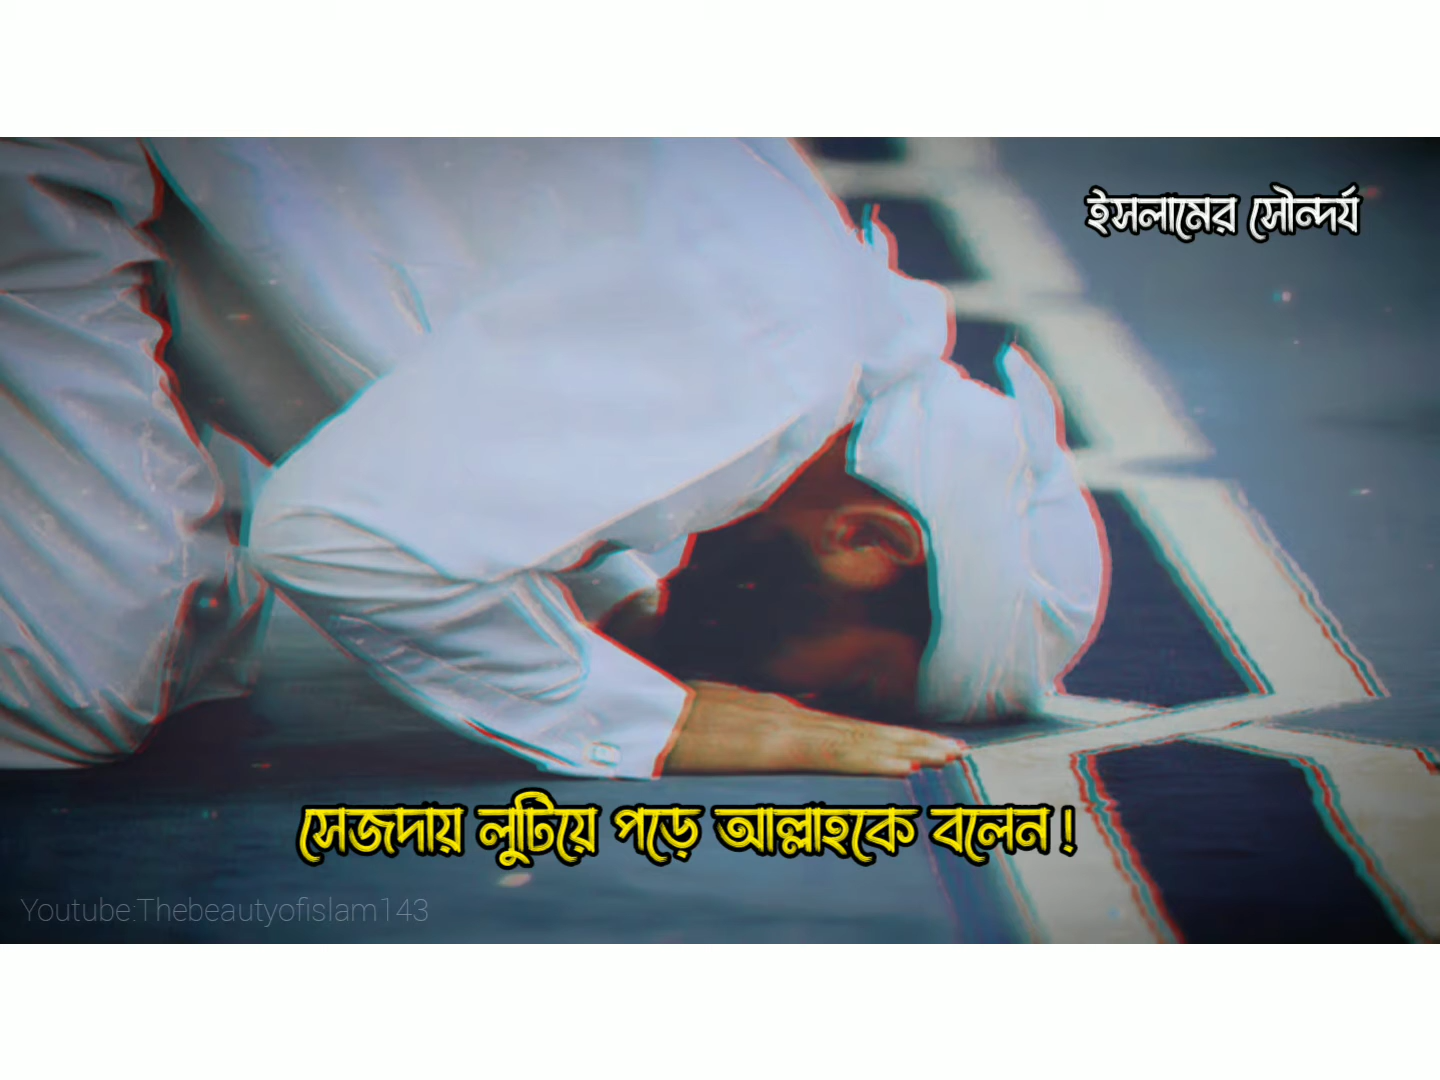 ইসলামের সৌন্দর্য
সেজদায় লুটিয়ে পড়ে আল্লাহকে বলেন!
Youtube:Thebeautyofislam143